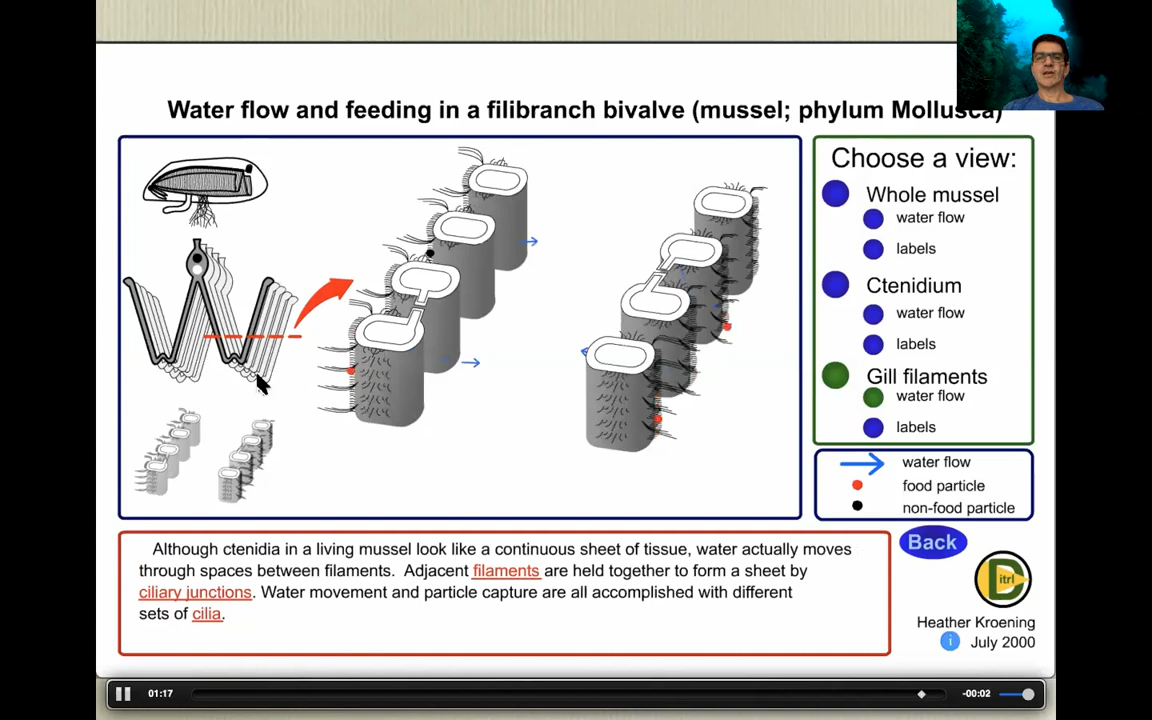 Water flow and feeding in a filibranch bivalve (mussel; phylum Mollusca)
Choose a view:
Whole mussel
water flow
labels
Ctenidium
water flow
labels
Gill filaments
water flow
labels
water flow
food particle
non-food particle
Although ctenidia in a living mussel look like a continuous sheet of tissue, water actually moves
through spaces between filaments. Adjacent filaments are held together to form a sheet by
ciliary junctions. Water movement and particle capture are all accomplished with different
sets of cilia.
Back
D itrl
Heather Kroening
i July 2000
01:17
-00:02